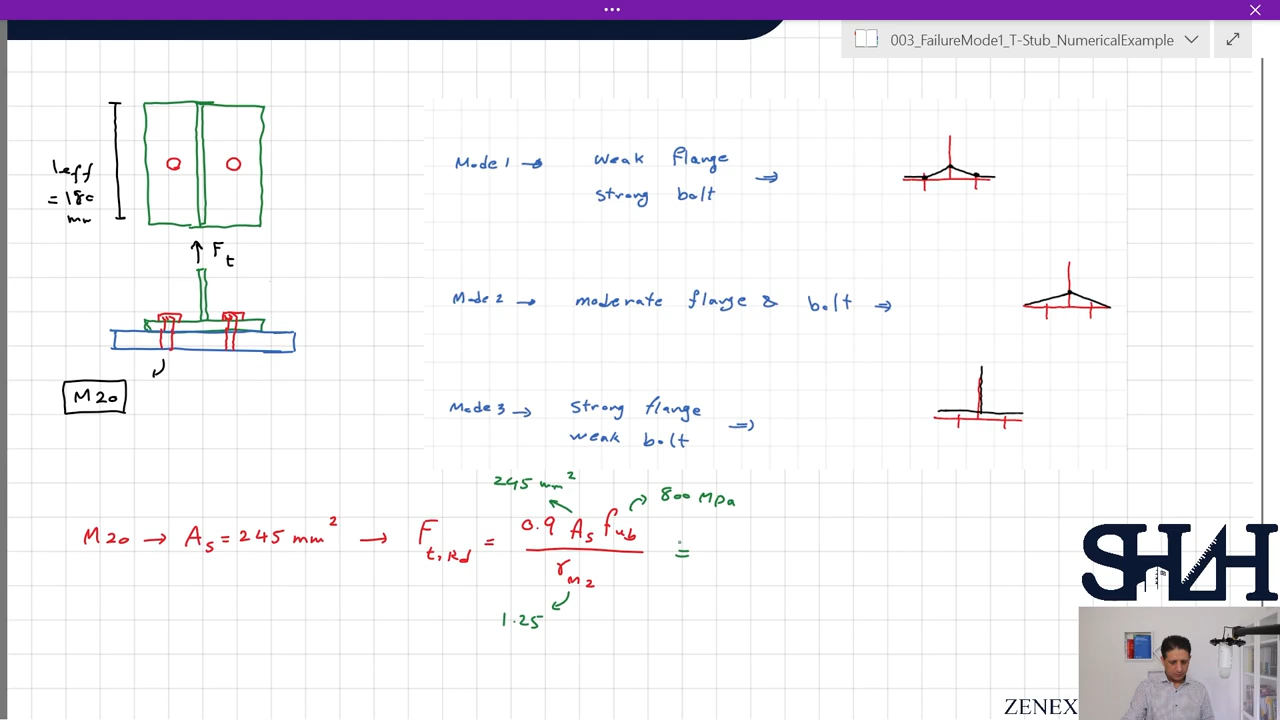 003_FailureMode1_T-Stub_NumericalExample
leff
= 180
mm
Ft
M20
Mode 1 → weak flange
strong bolt ⇒
Mode 2 → moderate flange & bolt ⇒
Mode 3 → strong flange
weak bolt ⇒
245 mm²
800 MPa
M20 → As = 245 mm² → Ft,Rd = 0.9 As fub / γM2 =
1.25
SHZH
ZENEX